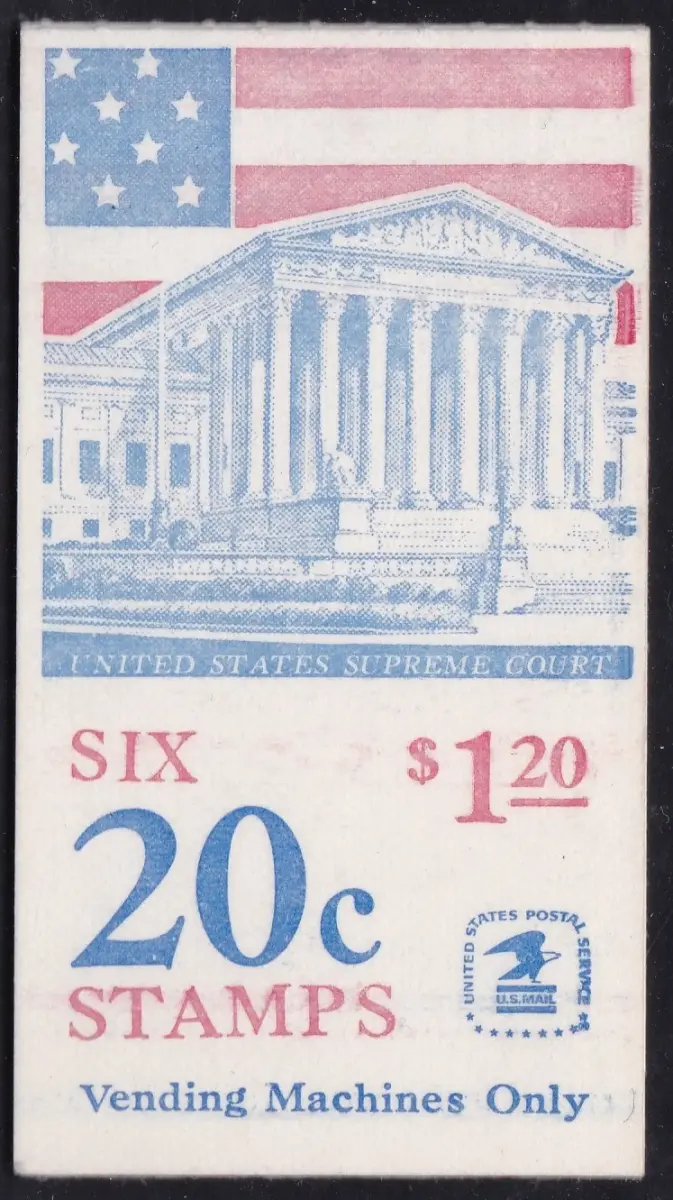 UNITED STATES SUPREME COURT
SIX
$1 20
20c
STAMPS
UNITED STATES POSTAL SERVICE
U.S.MAIL
Vending Machines Only